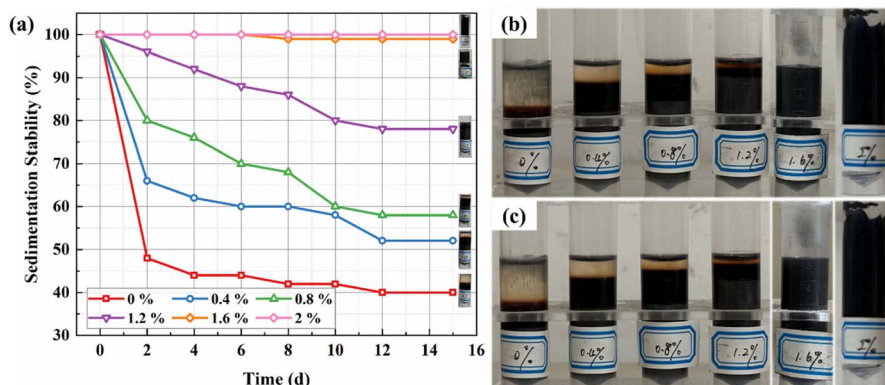 (a)
Sedimentation Stability (%)
100
90
80
70
60
50
40
30
0 % 0.4 % 0.8 %
1.2 % 1.6 % 2 %
0 2 4 6 8 10 12 14 16
Time (d)
(b)
0% 0.4% 0.8% 1.2% 1.6%
(c)
0% 0.4% 0.8% 1.2% 1.6%